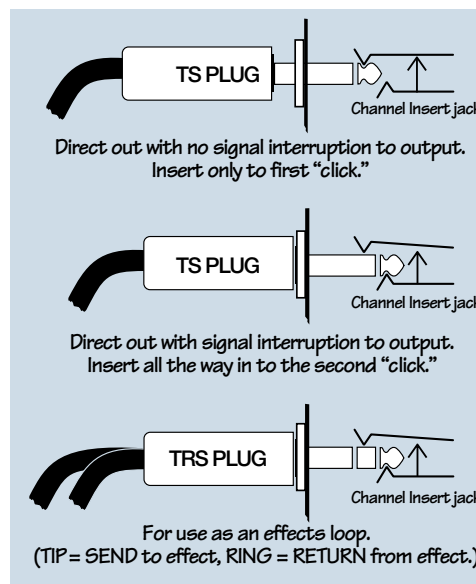 TS PLUG
Channel Insert jack
Direct out with no signal interruption to output.
Insert only to first “click.”
TS PLUG
Channel Insert jack
Direct out with signal interruption to output.
Insert all the way in to the second “click.”
TRS PLUG
Channel Insert jack
For use as an effects loop.
(TIP = SEND to effect, RING = RETURN from effect.)